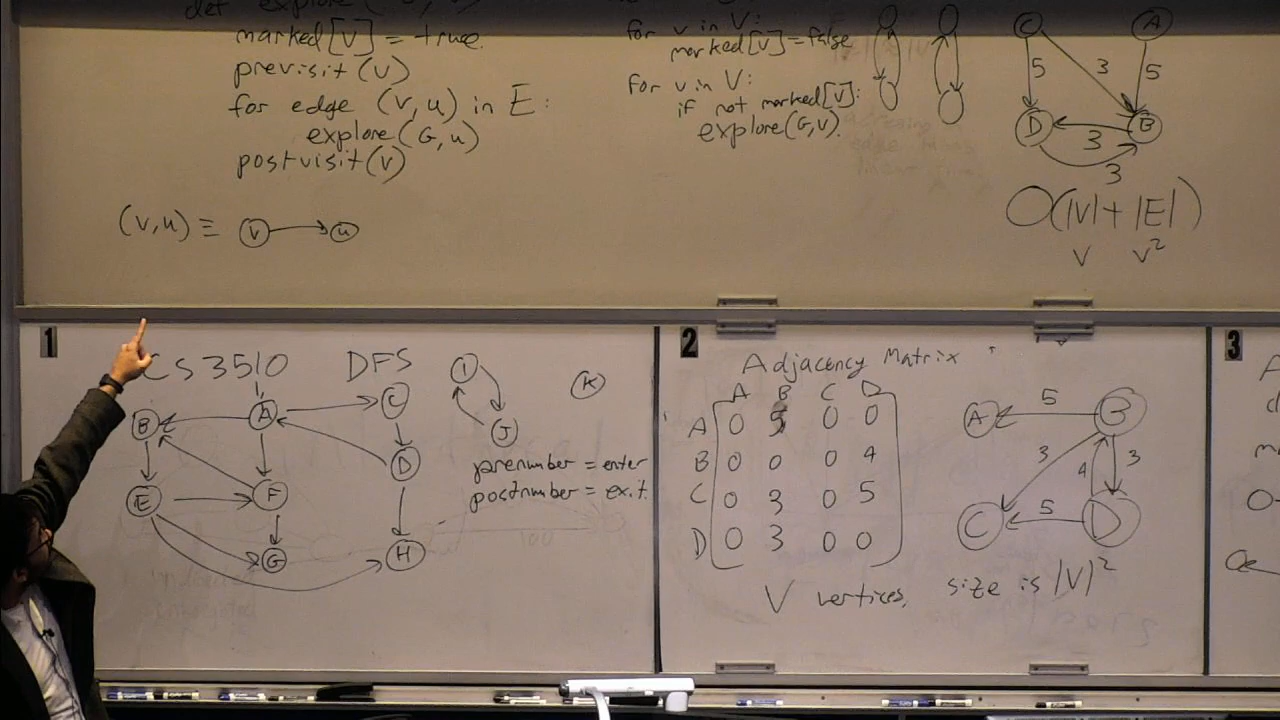 def explore(
marked[v] = true.
previsit(v)
for edge (v,u) in E:
explore(G,u)
postvisit(v)
(v,u) ≡ v → u
for v in V:
marked[v]=false
for v in V:
if not marked[v]:
explore(G,v).
C A
5 3 5
D 3 B
3
O(|V|+|E|)
V V²
1
CS3510 DFS
B A C
D
E F
G H
I
J
K
prenumber = enter
postnumber = exit.
2
Adjacency Matrix
A B C D
A 0 5 0 0
B 0 0 0 4
C 0 3 0 5
D 0 3 0 0
V vertices, size is |V|²
A 5 B
3 4 3
C 5 D
3